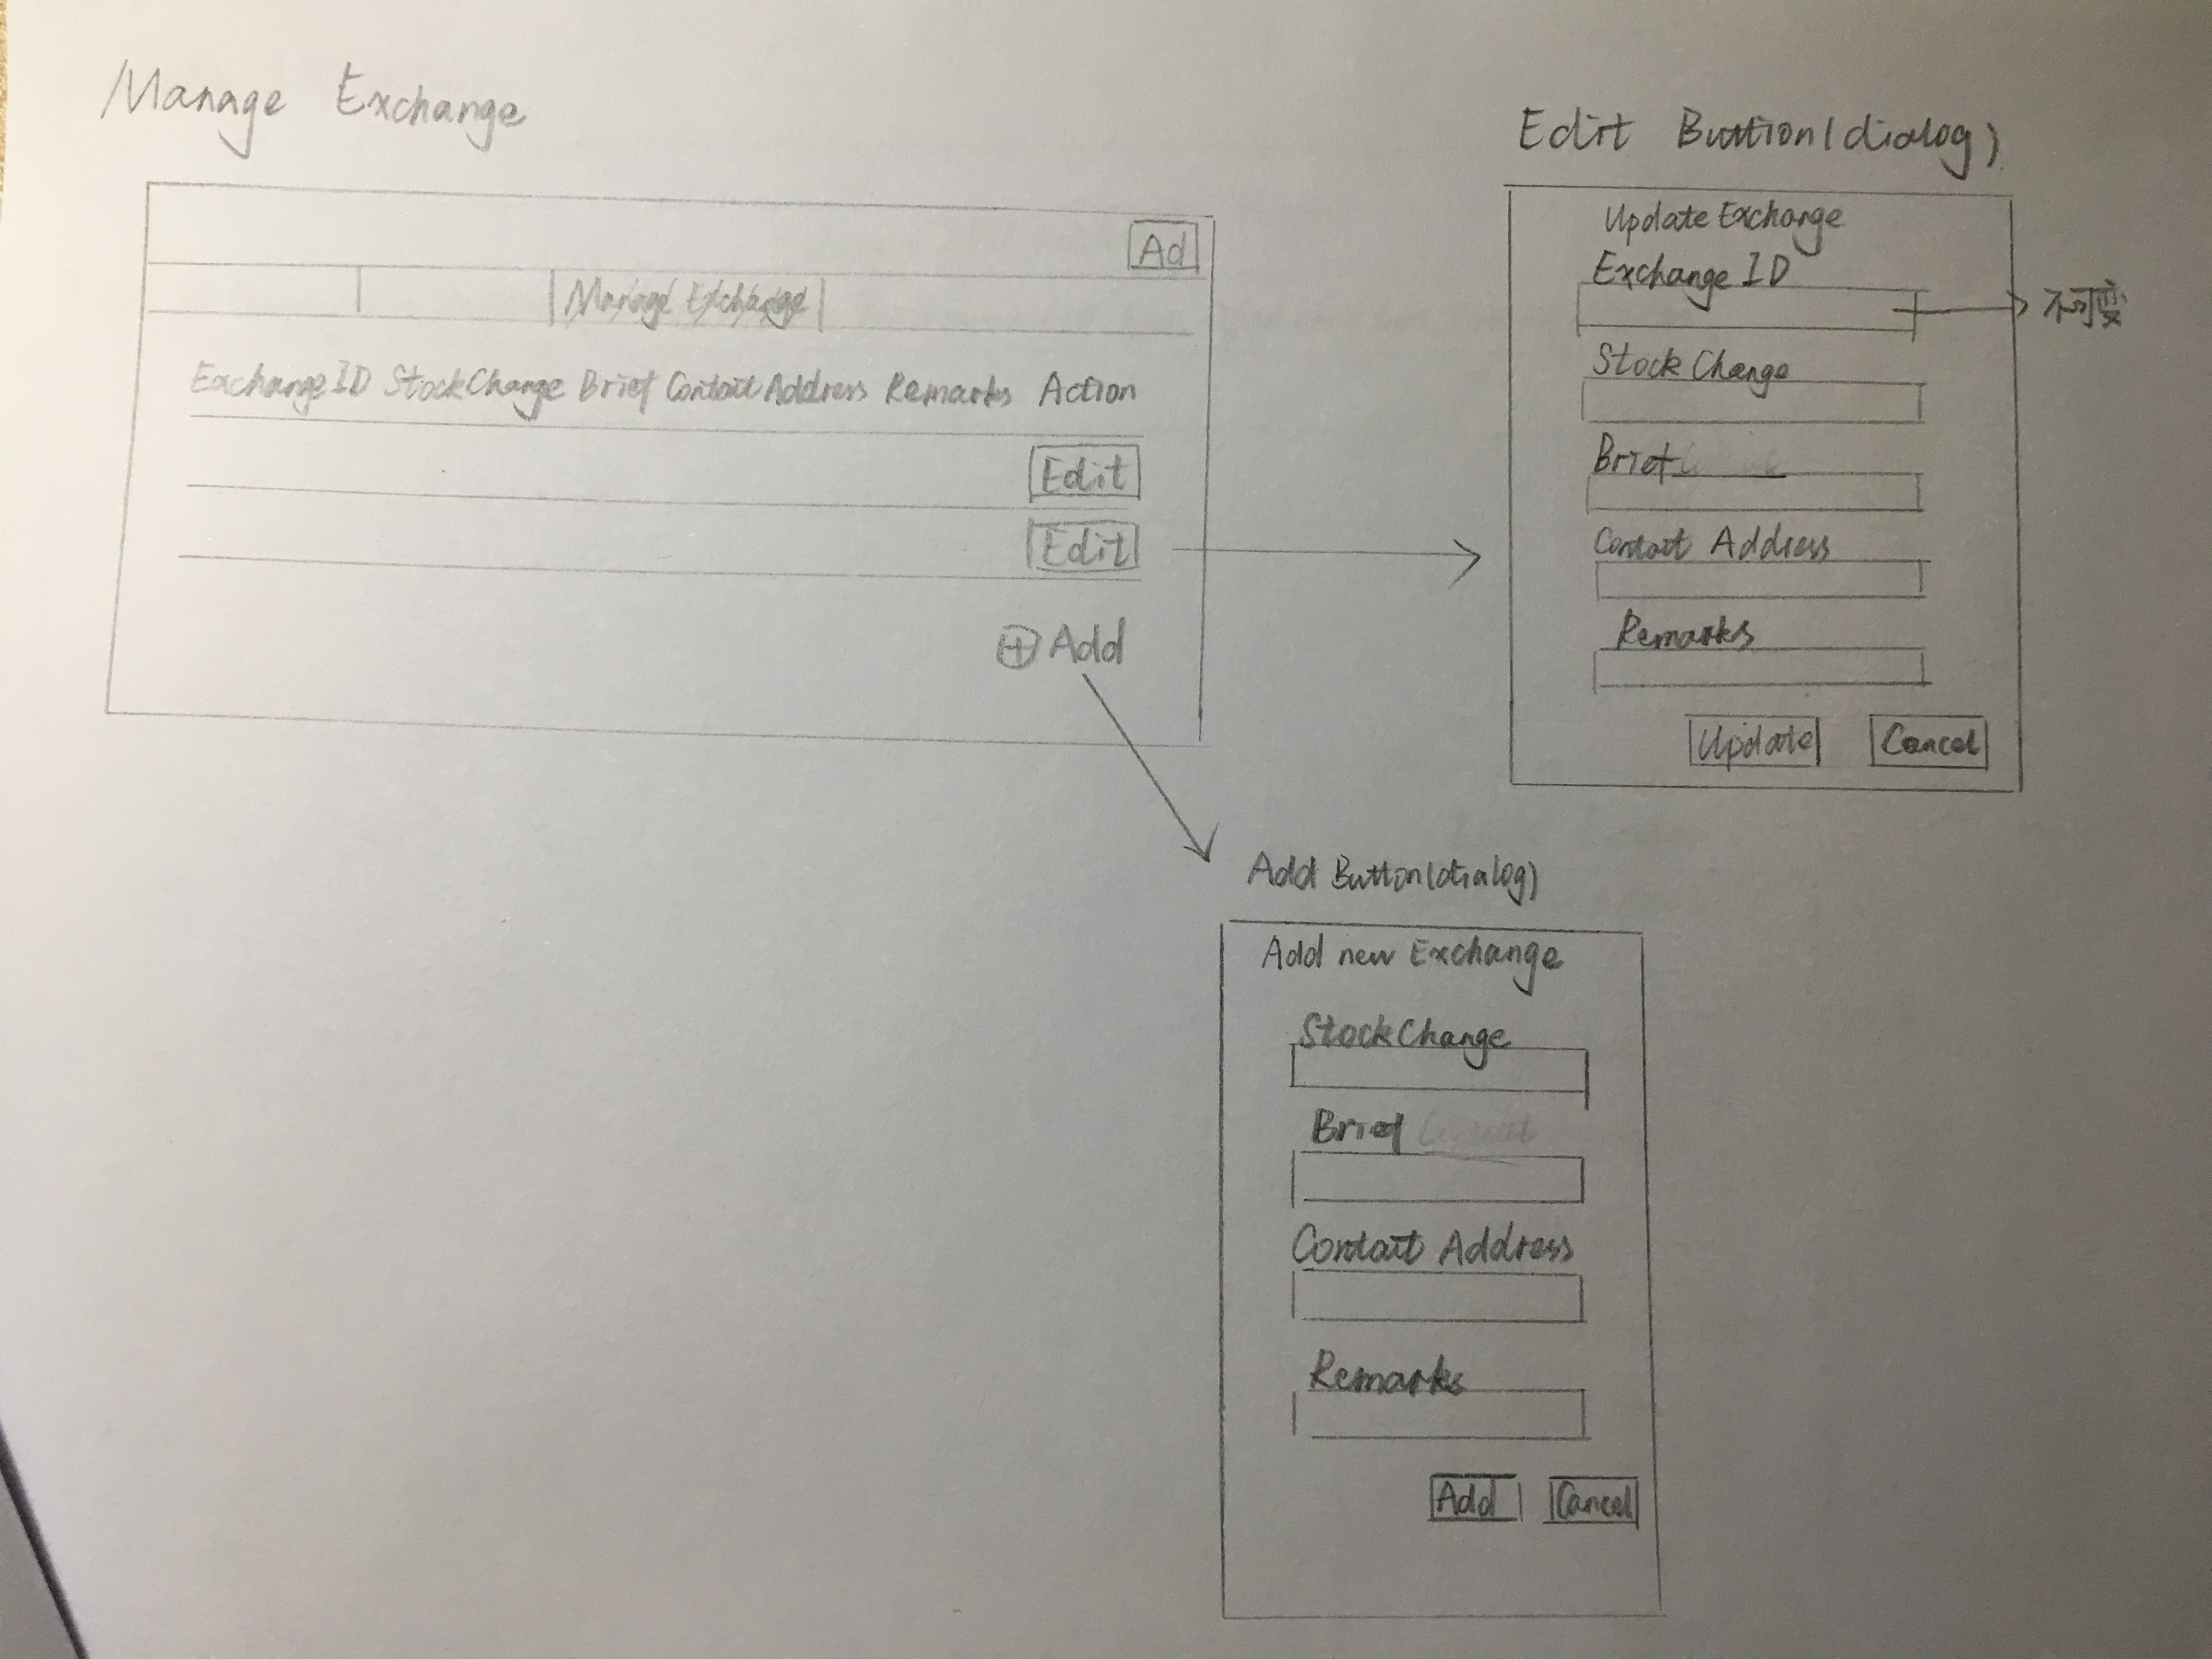 Manage Exchange
Ad
Manage Exchange
ExchangeID StockChange Brief Contact Address Remarks Action
Edit
Edit
Add
Edit Buttion(dialog)
Update Exchange
Exchange ID
不可变
Stock Change
Brief
Contact Address
Remarks
Update Cancel
Add Button(dialog)
Add new Exchange
StockChange
Brief
Contact Address
Remarks
Add Cancel